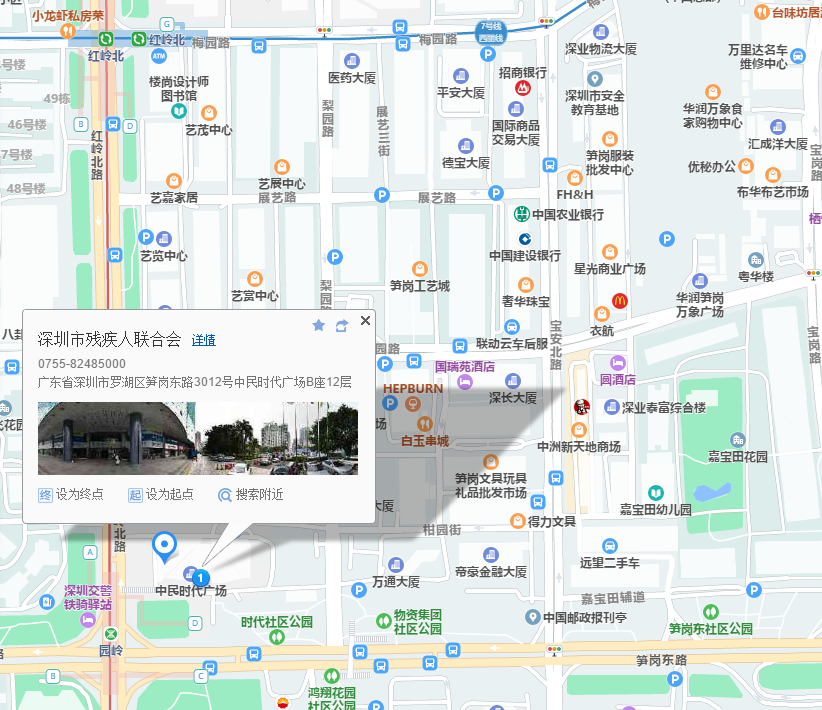 小龙虾私房菜
红岭北
红岭北
梅园路
梅园路
7号线
西丽线
台味坊居
深业物流大厦
万里达名车
维修中心
楼尚设计师
图书馆
医药大厦
招商银行
平安大厦
深圳市安全
教育基地
49栋
46号楼
7号楼
48号楼
艺茂中心
梨园路
展艺三街
国际商品
交易大厦
华润万象食
家购物中心
汇成洋大厦
红岭北路
德宝大厦
笋岗服装
批发中心
优秘办公
宝岗路
艺展中心
艺嘉家居
展艺路
展艺路
FH&H
布华布艺市场
中国农业银行
艺览中心
中国建设银行
星光商业广场
粤华楼
笋岗工艺城
艺赏中心
梨园路
奢华珠宝
华润笋岗
万象广场
衣航
八卦
联动云车后服
宝安北路
宝岗路
深圳市残疾人联合会 详情
0755-82485000
广东省深圳市罗湖区笋岗东路3012号中民时代广场B座12层
终 设为终点
起 设为起点
搜索附近
园路
国瑞苑酒店
圆酒店
HEPBURN
深长大厦
深业泰富综合楼
白玉串城
中洲新天地商场
嘉宝田花园
笋岗文具玩具
礼品批发市场
大厦
嘉宝田幼儿园
柑园街
得力文具
北路
远望二手车
帝豪金融大厦
万通大厦
1
中民时代广场
深圳交警
铁骑驿站
嘉宝田辅道
时代社区公园
物资集团
社区公园
中国邮政报刊亭
笋岗东社区公园
园岭
笋岗东路
鸿翔花园
社区公园